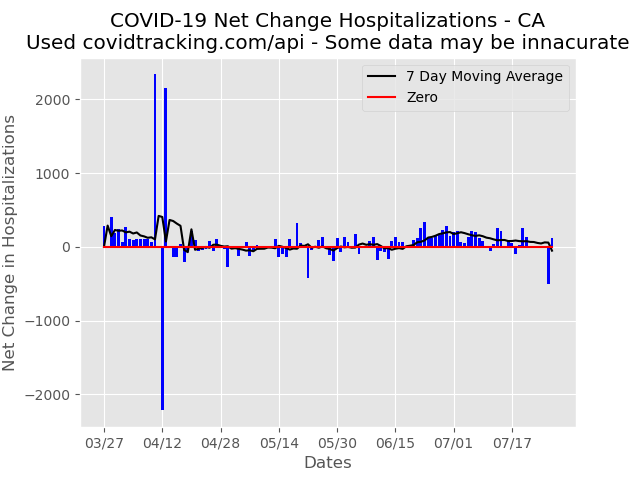 COVID-19 Net Change Hospitalizations - CA
Used covidtracking.com/api - Some data may be innacurate
7 Day Moving Average
Zero
Net Change in Hospitalizations
2000
1000
0
−1000
−2000
03/27 04/12 04/28 05/14 05/30 06/15 07/01 07/17
Dates